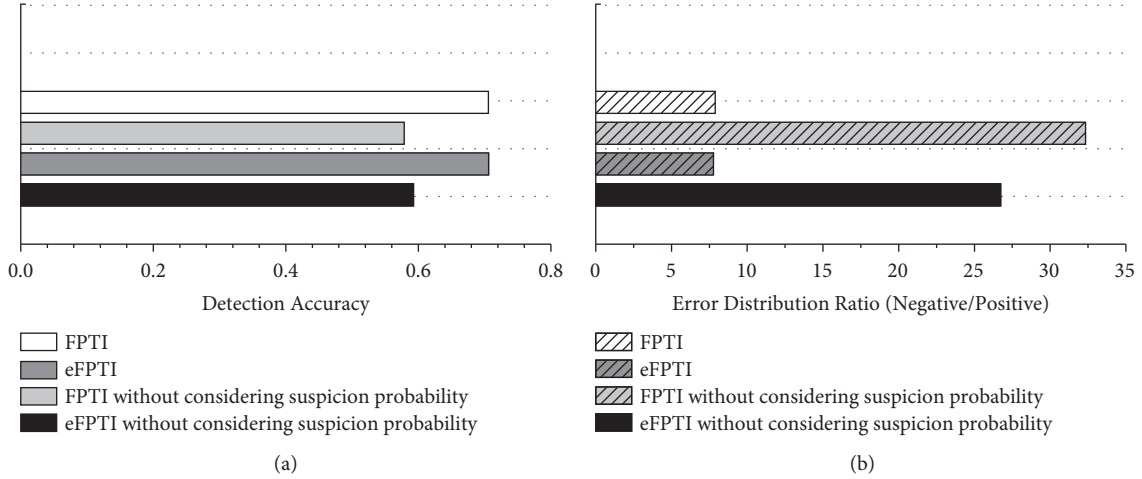 0.0 0.2 0.4 0.6 0.8
Detection Accuracy
FPTI
eFPTI
FPTI without considering suspicion probability
eFPTI without considering suspicion probability
(a)
0 5 10 15 20 25 30 35
Error Distribution Ratio (Negative/Positive)
FPTI
eFPTI
FPTI without considering suspicion probability
eFPTI without considering suspicion probability
(b)